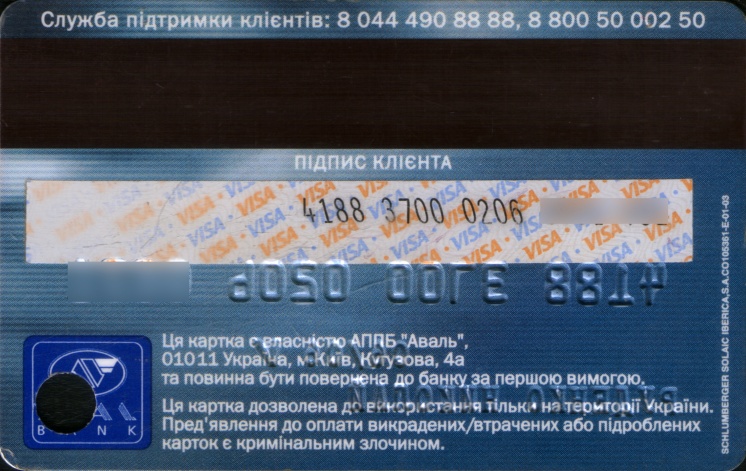 Служба підтримки клієнтів: 8 044 490 88 88, 8 800 50 002 50
ПІДПИС КЛІЄНТА
VISA
4188 3700 0206
Ця картка є власністю АППБ "Аваль",
01011 Україна, м. Київ, Кутузова, 4а
та повинна бути повернена до банку за першою вимогою.
Ця картка дозволена до використання тільки на території України.
Пред'явлення до оплати викрадених/втрачених або підроблених
карток є кримінальним злочином.
BANK
SCHLUMBERGER SOLAIC IBERICA,S.A.CO105361-E-01-03